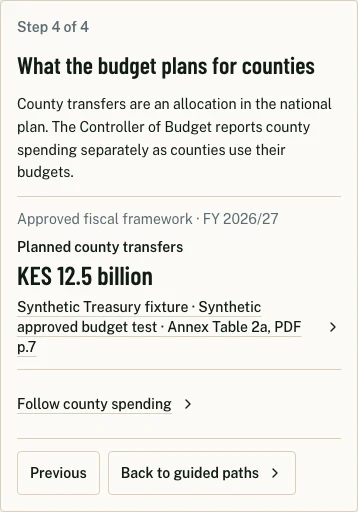 Step 4 of 4
What the budget plans for counties
County transfers are an allocation in the national
plan. The Controller of Budget reports county
spending separately as counties use their
budgets.
Approved fiscal framework · FY 2026/27
Planned county transfers
KES 12.5 billion
Synthetic Treasury fixture · Synthetic
approved budget test · Annex Table 2a, PDF
p.7
Follow county spending
Previous
Back to guided paths